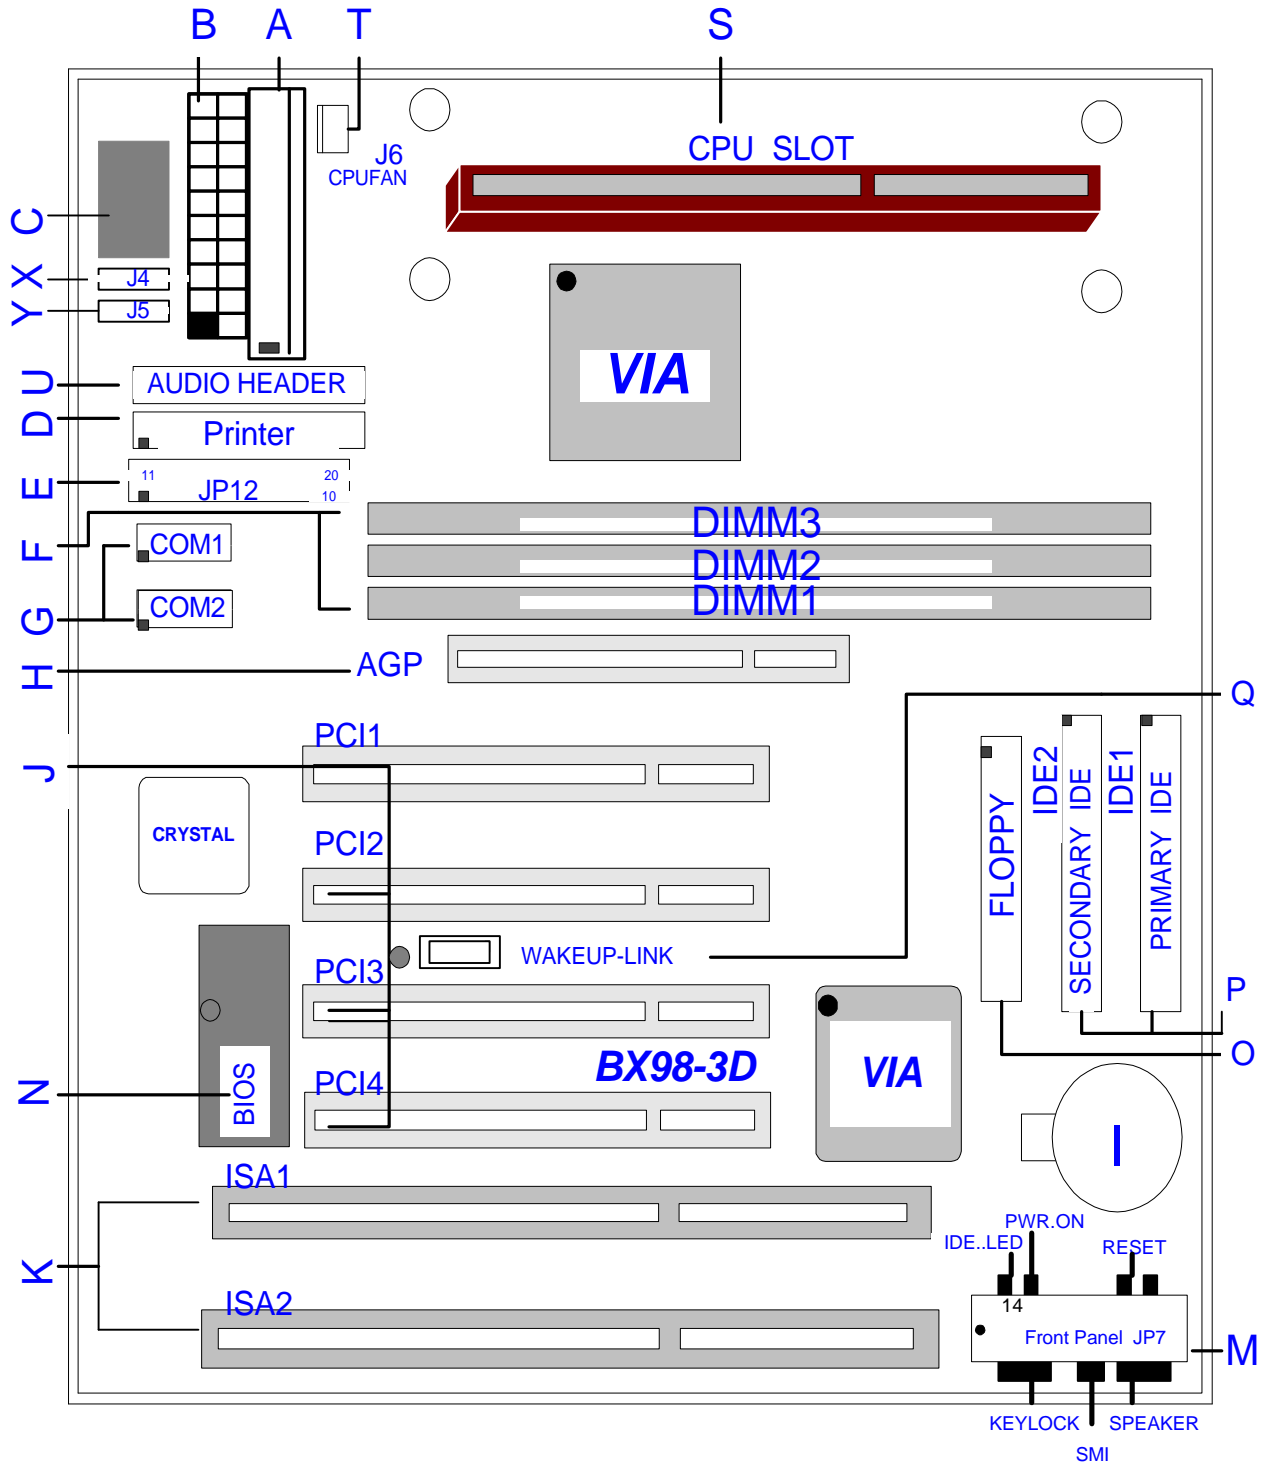 B A T S
CPU SLOT
J6
CPUFAN
C
X J4
Y J5
VIA
U AUDIO HEADER
D Printer
E 11 JP12 20
10
F COM1
DIMM3
DIMM2
G COM2
DIMM1
H AGP
Q
PCI1
J
IDE2
IDE1
FLOPPY
SECONDARY IDE
PRIMARY IDE
CRYSTAL
PCI2
WAKEUP-LINK
PCI3
P
O
BX98-3D
VIA
N BIOS
PCI4
I
ISA1
K
PWR.ON
IDE..LED RESET
ISA2
14
Front Panel JP7
M
KEYLOCK SPEAKER
SMI